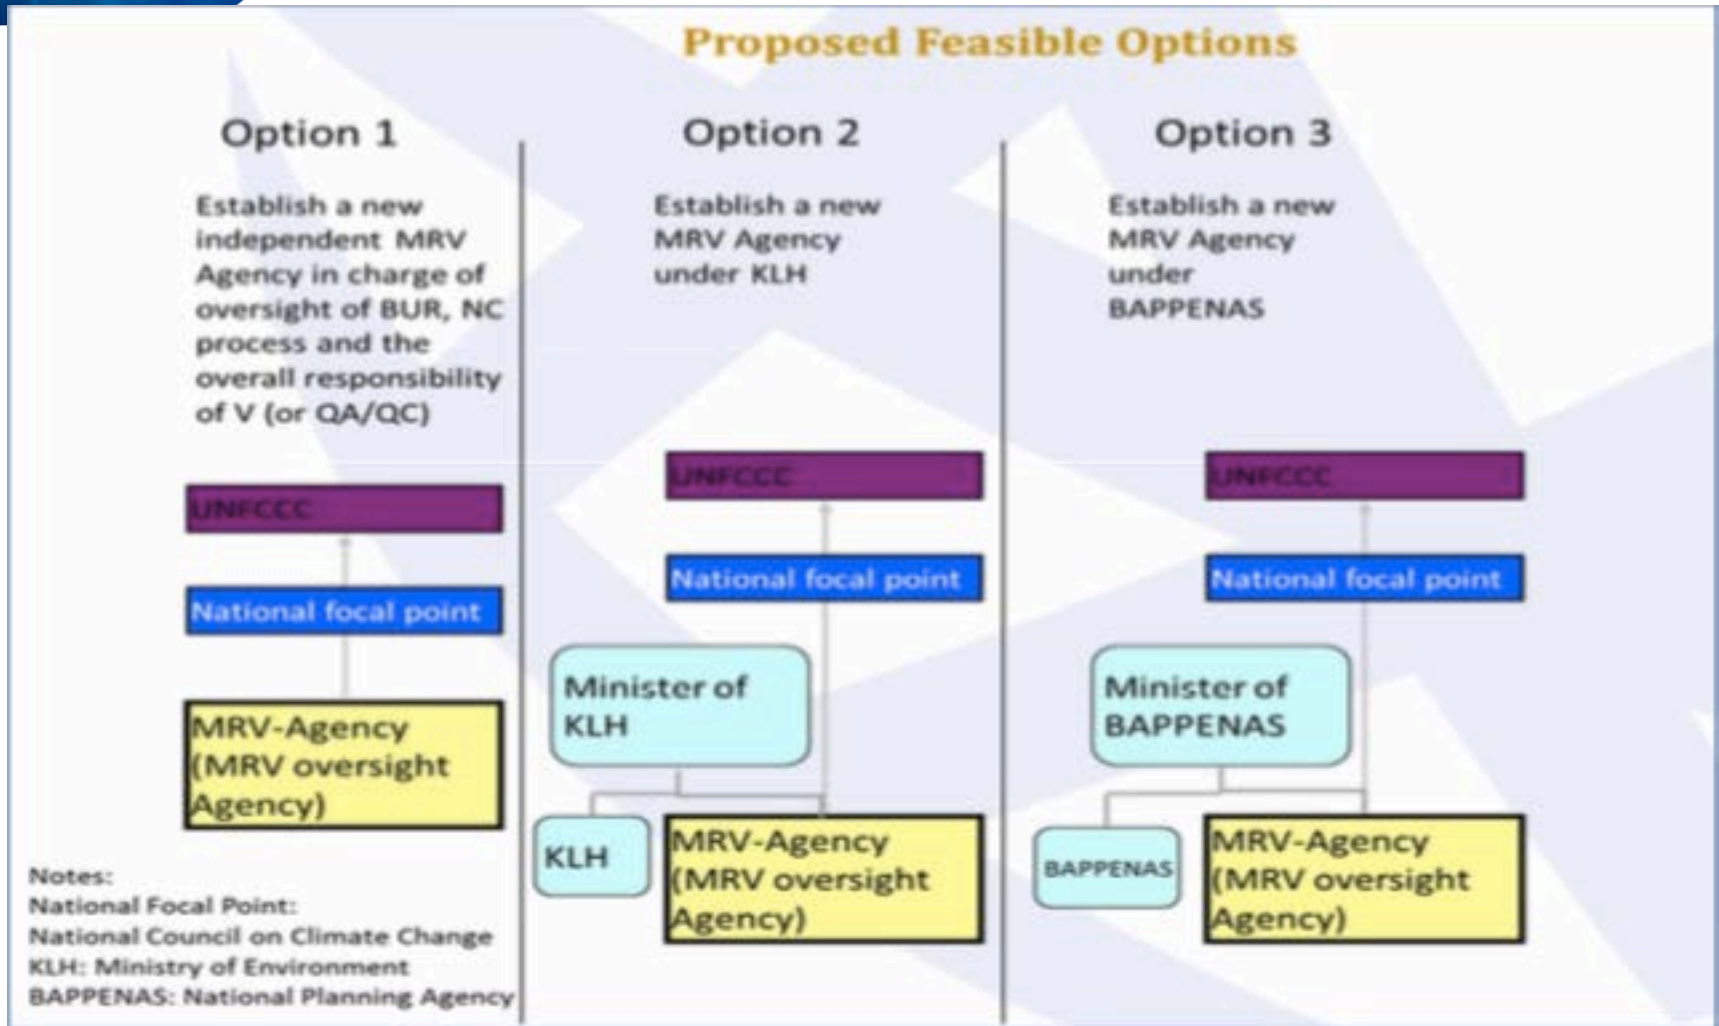 Proposed Feasible Options
Option 1
Establish a new
independent MRV
Agency in charge of
oversight of BUR, NC
process and the
overall responsibility
of V (or QA/QC)
UNFCCC
National focal point
MRV-Agency
(MRV oversight
Agency)
Notes:
National Focal Point:
National Council on Climate Change
KLH: Ministry of Environment
BAPPENAS: National Planning Agency
Option 2
Establish a new
MRV Agency
under KLH
UNFCCC
National focal point
Minister of
KLH
KLH
MRV-Agency
(MRV oversight
Agency)
Option 3
Establish a new
MRV Agency
under
BAPPENAS
UNFCCC
National focal point
Minister of
BAPPENAS
BAPPENAS
MRV-Agency
(MRV oversight
Agency)